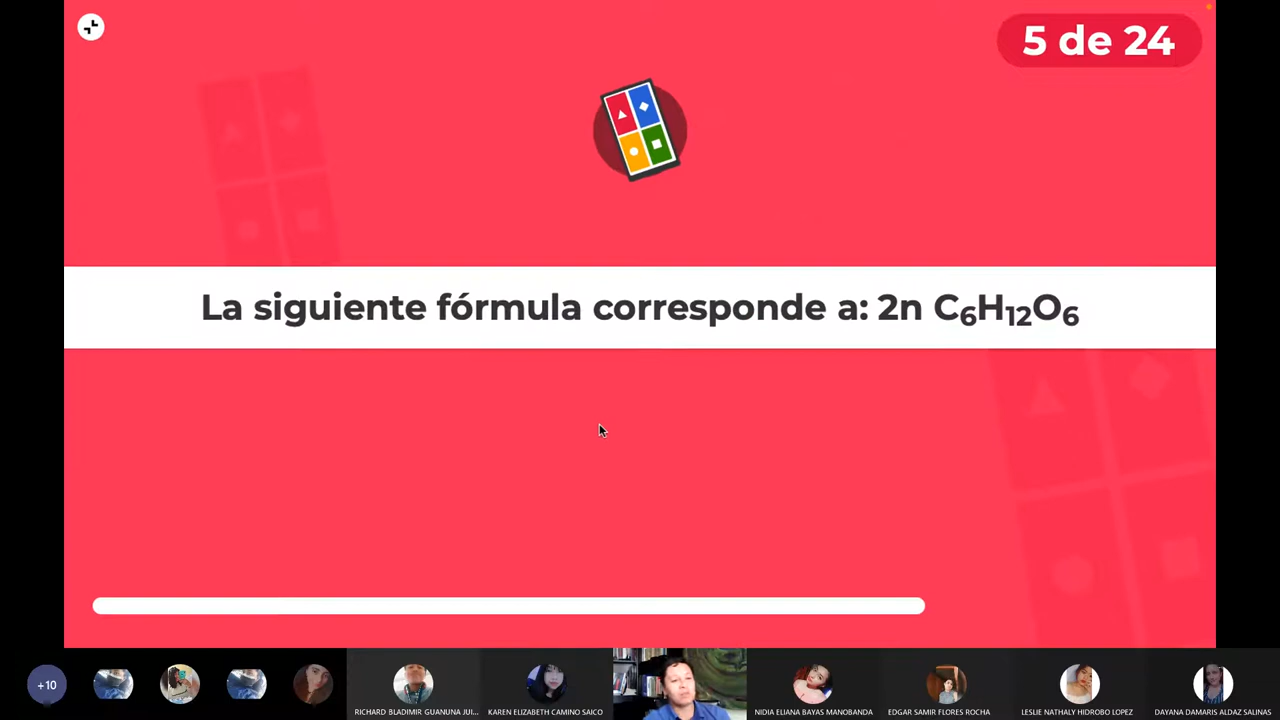 5 de 24
La siguiente fórmula corresponde a: 2n C₆H₁₂O₆
+10
RICHARD BLADIMIR GUANUNA JUI...
KAREN ELIZABETH CAMINO SAICO
NIDIA ELIANA BAYAS MANOBANDA
EDGAR SAMIR FLORES ROCHA
LESLIE NATHALY HIDROBO LOPEZ
DAYANA DAMARIS ALDAZ SALINAS